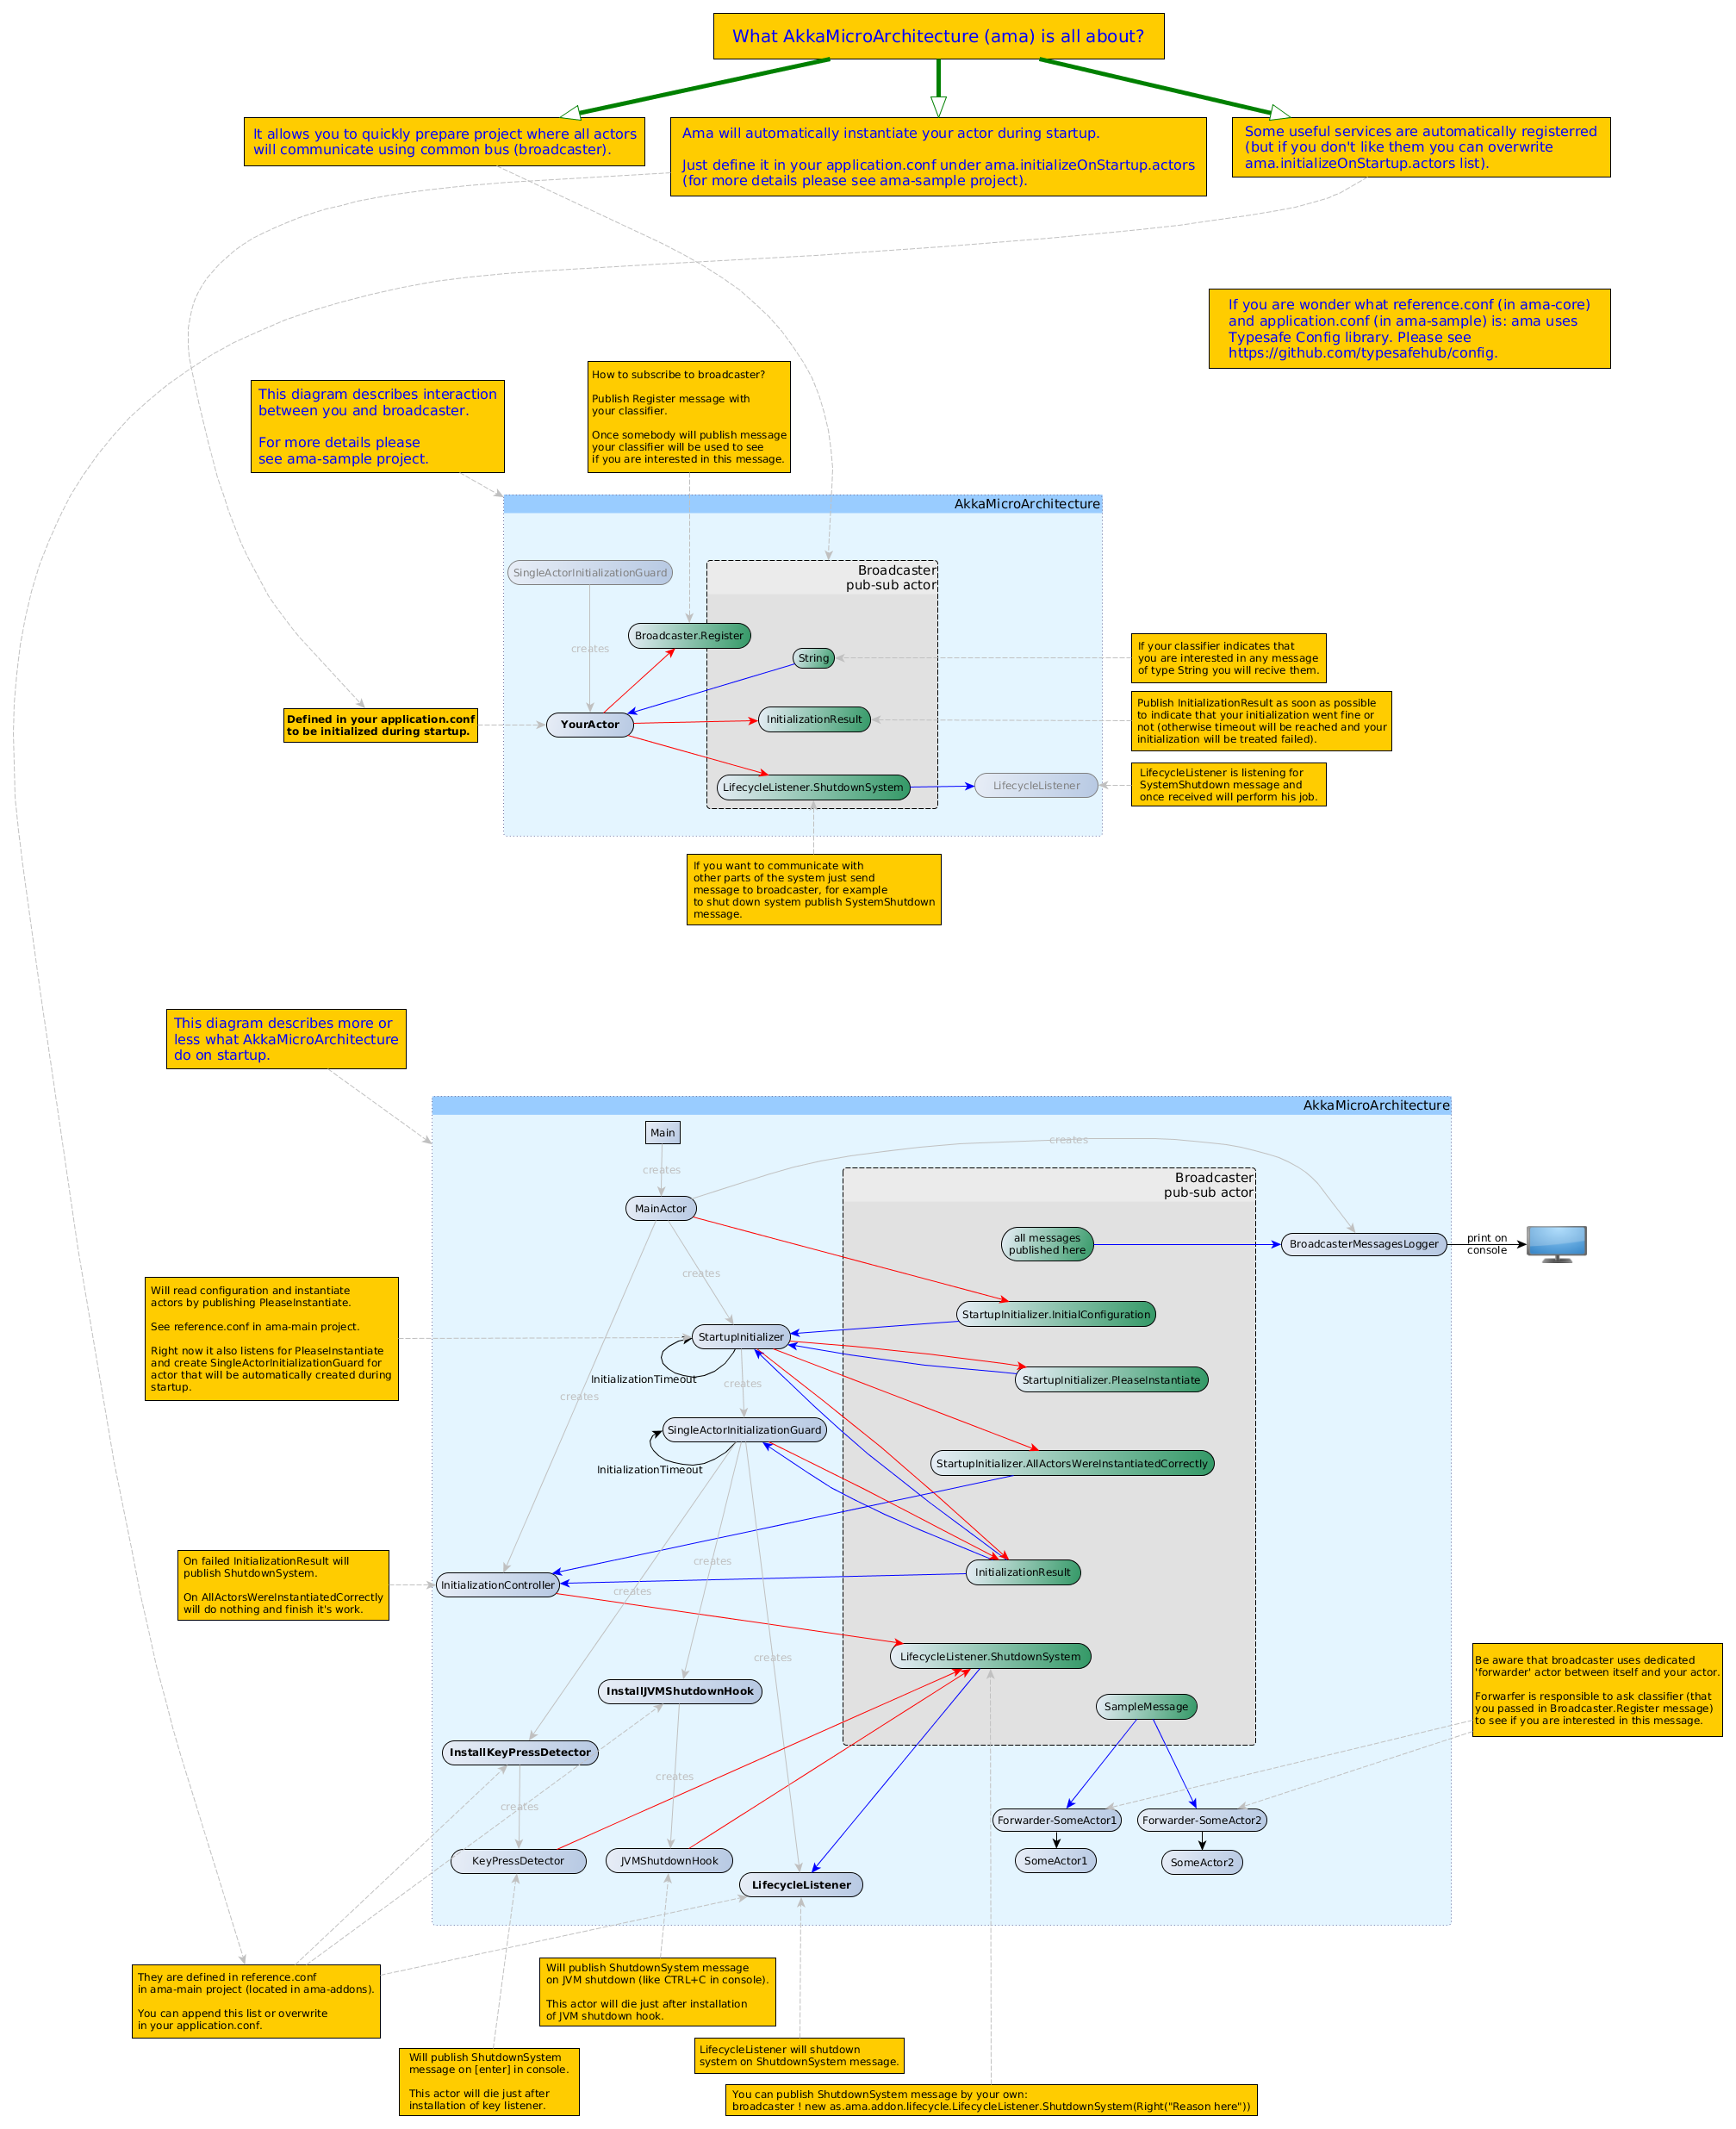 What AkkaMicroArchitecture (ama) is all about?
It allows you to quickly prepare project where all actors
will communicate using common bus (broadcaster).
Ama will automatically instantiate your actor during startup.
Just define it in your application.conf under ama.initializeOnStartup.actors
(for more details please see ama-sample project).
Some useful services are automatically registerred
(but if you don't like them you can overwrite
ama.initializeOnStartup.actors list).
If you are wonder what reference.conf (in ama-core)
and application.conf (in ama-sample) is: ama uses
Typesafe Config library. Please see
https://github.com/typesafehub/config.
This diagram describes interaction
between you and broadcaster.
For more details please
see ama-sample project.
How to subscribe to broadcaster?
Publish Register message with
your classifier.
Once somebody will publish message
your classifier will be used to see
if you are interested in this message.
AkkaMicroArchitecture
SingleActorInitializationGuard
Broadcaster
pub-sub actor
creates
Broadcaster.Register
String
If your classifier indicates that
you are interested in any message
of type String you will recive them.
Defined in your application.conf
to be initialized during startup.
YourActor
InitializationResult
Publish InitializationResult as soon as possible
to indicate that your initialization went fine or
not (otherwise timeout will be reached and your
initialization will be treated failed).
LifecycleListener.ShutdownSystem
LifecycleListener
LifecycleListener is listening for
SystemShutdown message and
once received will perform his job.
If you want to communicate with
other parts of the system just send
message to broadcaster, for example
to shut down system publish SystemShutdown
message.
This diagram describes more or
less what AkkaMicroArchitecture
do on startup.
AkkaMicroArchitecture
Main
creates
creates
MainActor
Broadcaster
pub-sub actor
all messages
published here
BroadcasterMessagesLogger
print on
console
creates
Will read configuration and instantiate
actors by publishing PleaseInstantiate.
See reference.conf in ama-main project.
Right now it also listens for PleaseInstantiate
and create SingleActorInitializationGuard for
actor that will be automatically created during
startup.
StartupInitializer.InitialConfiguration
StartupInitializer
InitializationTimeout
creates
StartupInitializer.PleaseInstantiate
creates
SingleActorInitializationGuard
InitializationTimeout
StartupInitializer.AllActorsWereInstantiatedCorrectly
On failed InitializationResult will
publish ShutdownSystem.
On AllActorsWereInstantiatedCorrectly
will do nothing and finish it's work.
InitializationController
creates
creates
InitializationResult
creates
LifecycleListener.ShutdownSystem
InstallJVMShutdownHook
SampleMessage
Be aware that broadcaster uses dedicated
'forwarder' actor between itself and your actor.
Forwarfer is responsible to ask classifier (that
you passed in Broadcaster.Register message)
to see if you are interested in this message.
InstallKeyPressDetector
creates
creates
Forwarder-SomeActor1
Forwarder-SomeActor2
KeyPressDetector
JVMShutdownHook
SomeActor1
SomeActor2
LifecycleListener
They are defined in reference.conf
in ama-main project (located in ama-addons).
You can append this list or overwrite
in your application.conf.
Will publish ShutdownSystem message
on JVM shutdown (like CTRL+C in console).
This actor will die just after installation
of JVM shutdown hook.
LifecycleListener will shutdown
system on ShutdownSystem message.
Will publish ShutdownSystem
message on [enter] in console.
This actor will die just after
installation of key listener.
You can publish ShutdownSystem message by your own:
broadcaster ! new as.ama.addon.lifecycle.LifecycleListener.ShutdownSystem(Right("Reason here"))